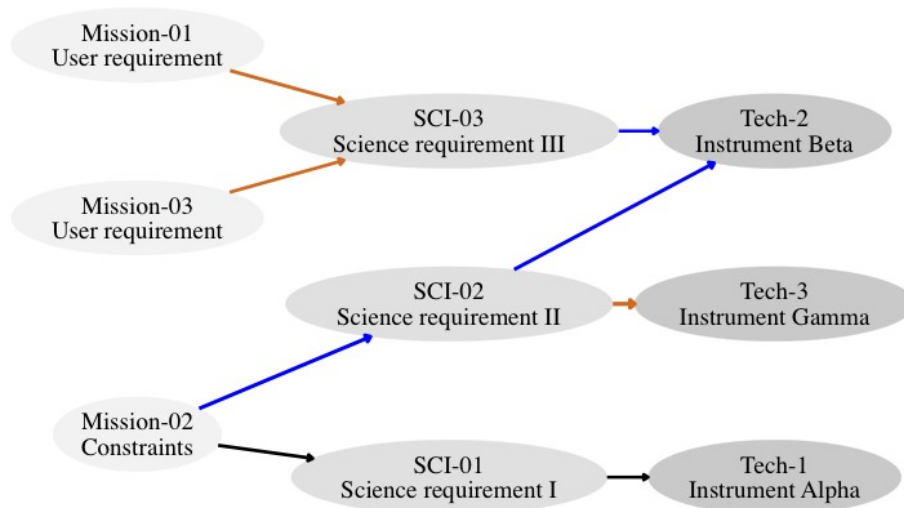 Mission-01
User requirement
SCI-03
Science requirement III
Tech-2
Instrument Beta
Mission-03
User requirement
SCI-02
Science requirement II
Tech-3
Instrument Gamma
Mission-02
Constraints
SCI-01
Science requirement I
Tech-1
Instrument Alpha